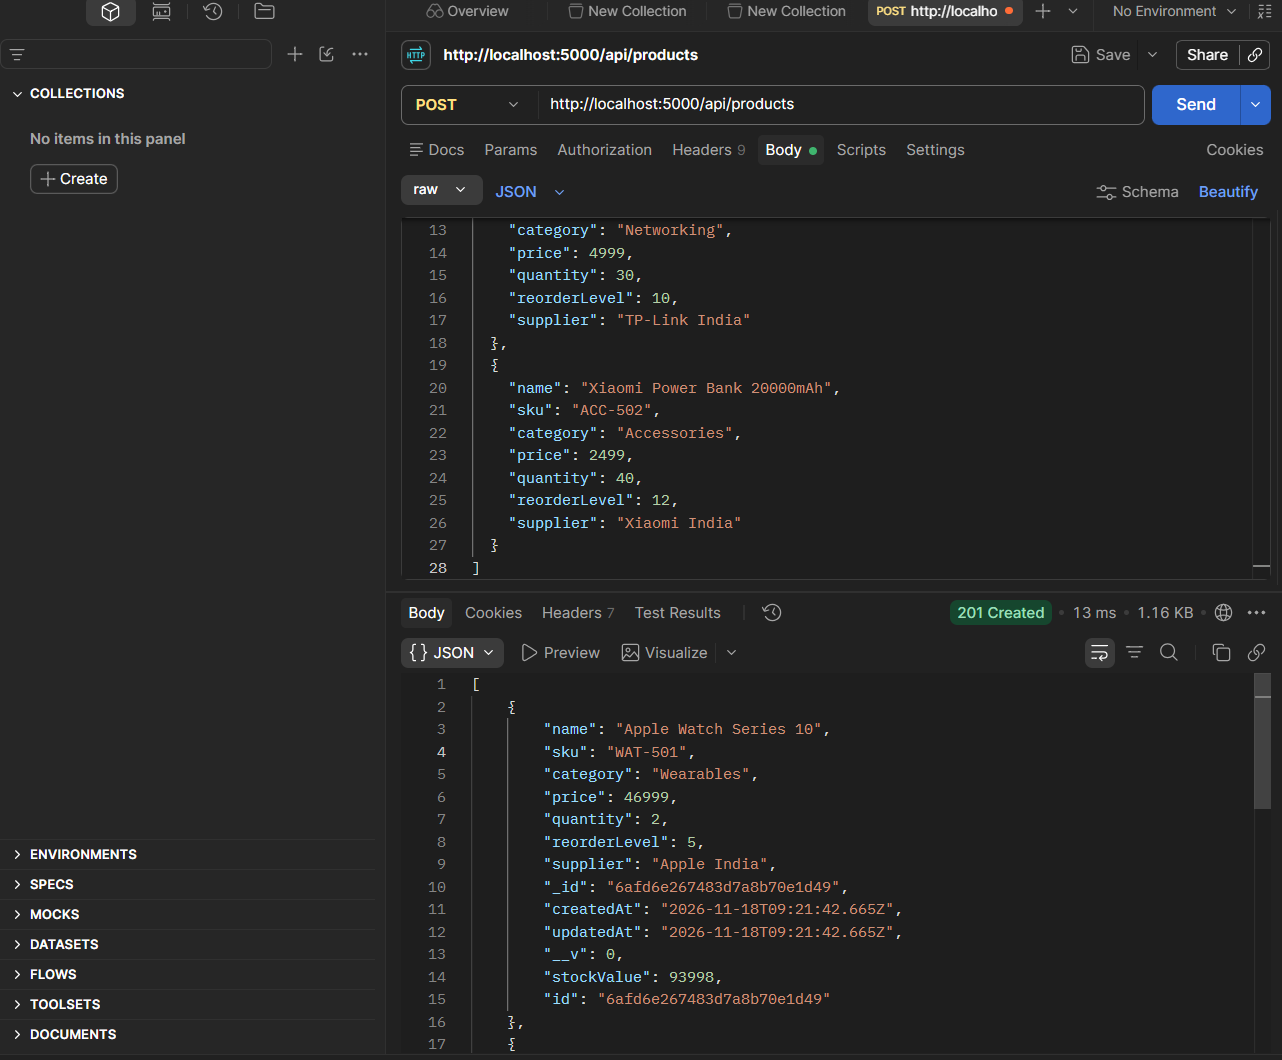 Overview
New Collection
New Collection
POST http://localho
No Environment
HTTP http://localhost:5000/api/products
Save
Share
COLLECTIONS
No items in this panel
Create
POST
http://localhost:5000/api/products
Send
Docs
Params
Authorization
Headers 9
Body
Scripts
Settings
Cookies
raw
JSON
Schema
Beautify
13 "category": "Networking",
14 "price": 4999,
15 "quantity": 30,
16 "reorderLevel": 10,
17 "supplier": "TP-Link India"
18 },
19 {
20 "name": "Xiaomi Power Bank 20000mAh",
21 "sku": "ACC-502",
22 "category": "Accessories",
23 "price": 2499,
24 "quantity": 40,
25 "reorderLevel": 12,
26 "supplier": "Xiaomi India"
27 }
28 ]
Body
Cookies
Headers 7
Test Results
201 Created
13 ms
1.16 KB
{} JSON
Preview
Visualize
1 [
2 {
3 "name": "Apple Watch Series 10",
4 "sku": "WAT-501",
5 "category": "Wearables",
6 "price": 46999,
7 "quantity": 2,
8 "reorderLevel": 5,
9 "supplier": "Apple India",
10 "_id": "6afd6e267483d7a8b70e1d49",
11 "createdAt": "2026-11-18T09:21:42.665Z",
12 "updatedAt": "2026-11-18T09:21:42.665Z",
13 "__v": 0,
14 "stockValue": 93998,
15 "id": "6afd6e267483d7a8b70e1d49"
16 },
17 {
ENVIRONMENTS
SPECS
MOCKS
DATASETS
FLOWS
TOOLSETS
DOCUMENTS